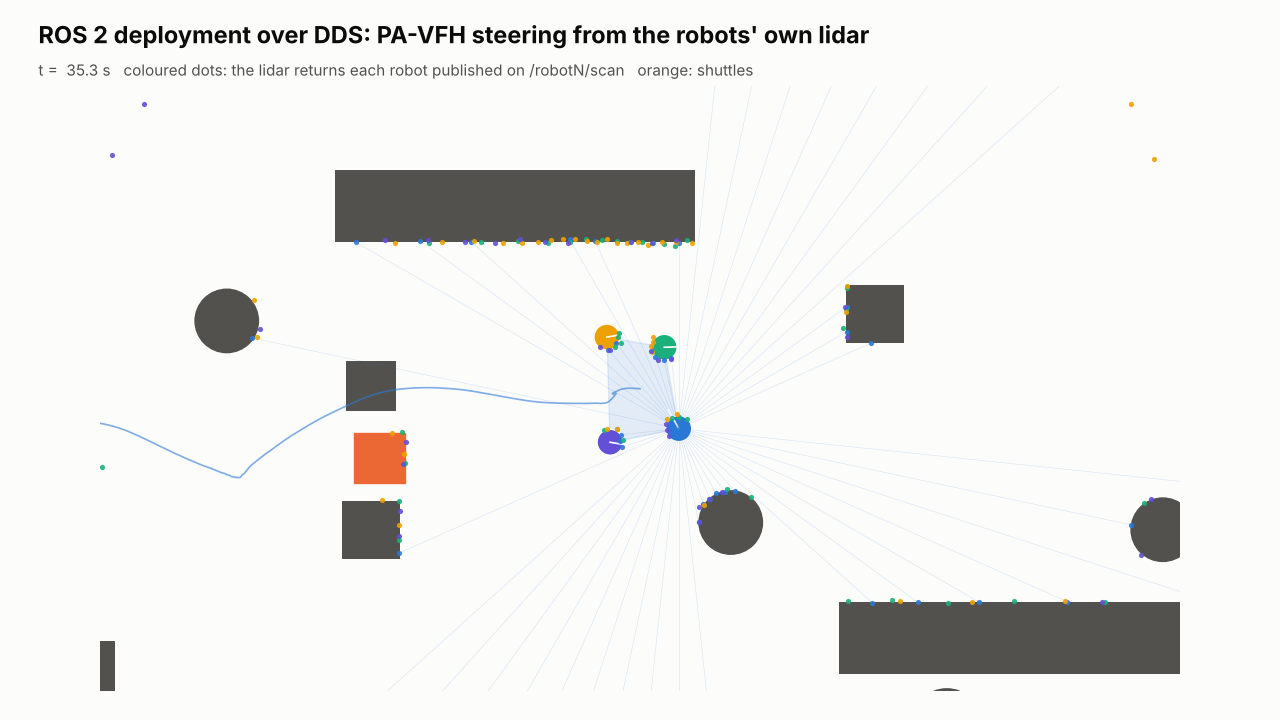 ROS 2 deployment over DDS: PA-VFH steering from the robots' own lidar
t =  35.3 s   coloured dots: the lidar returns each robot published on /robotN/scan   orange: shuttles